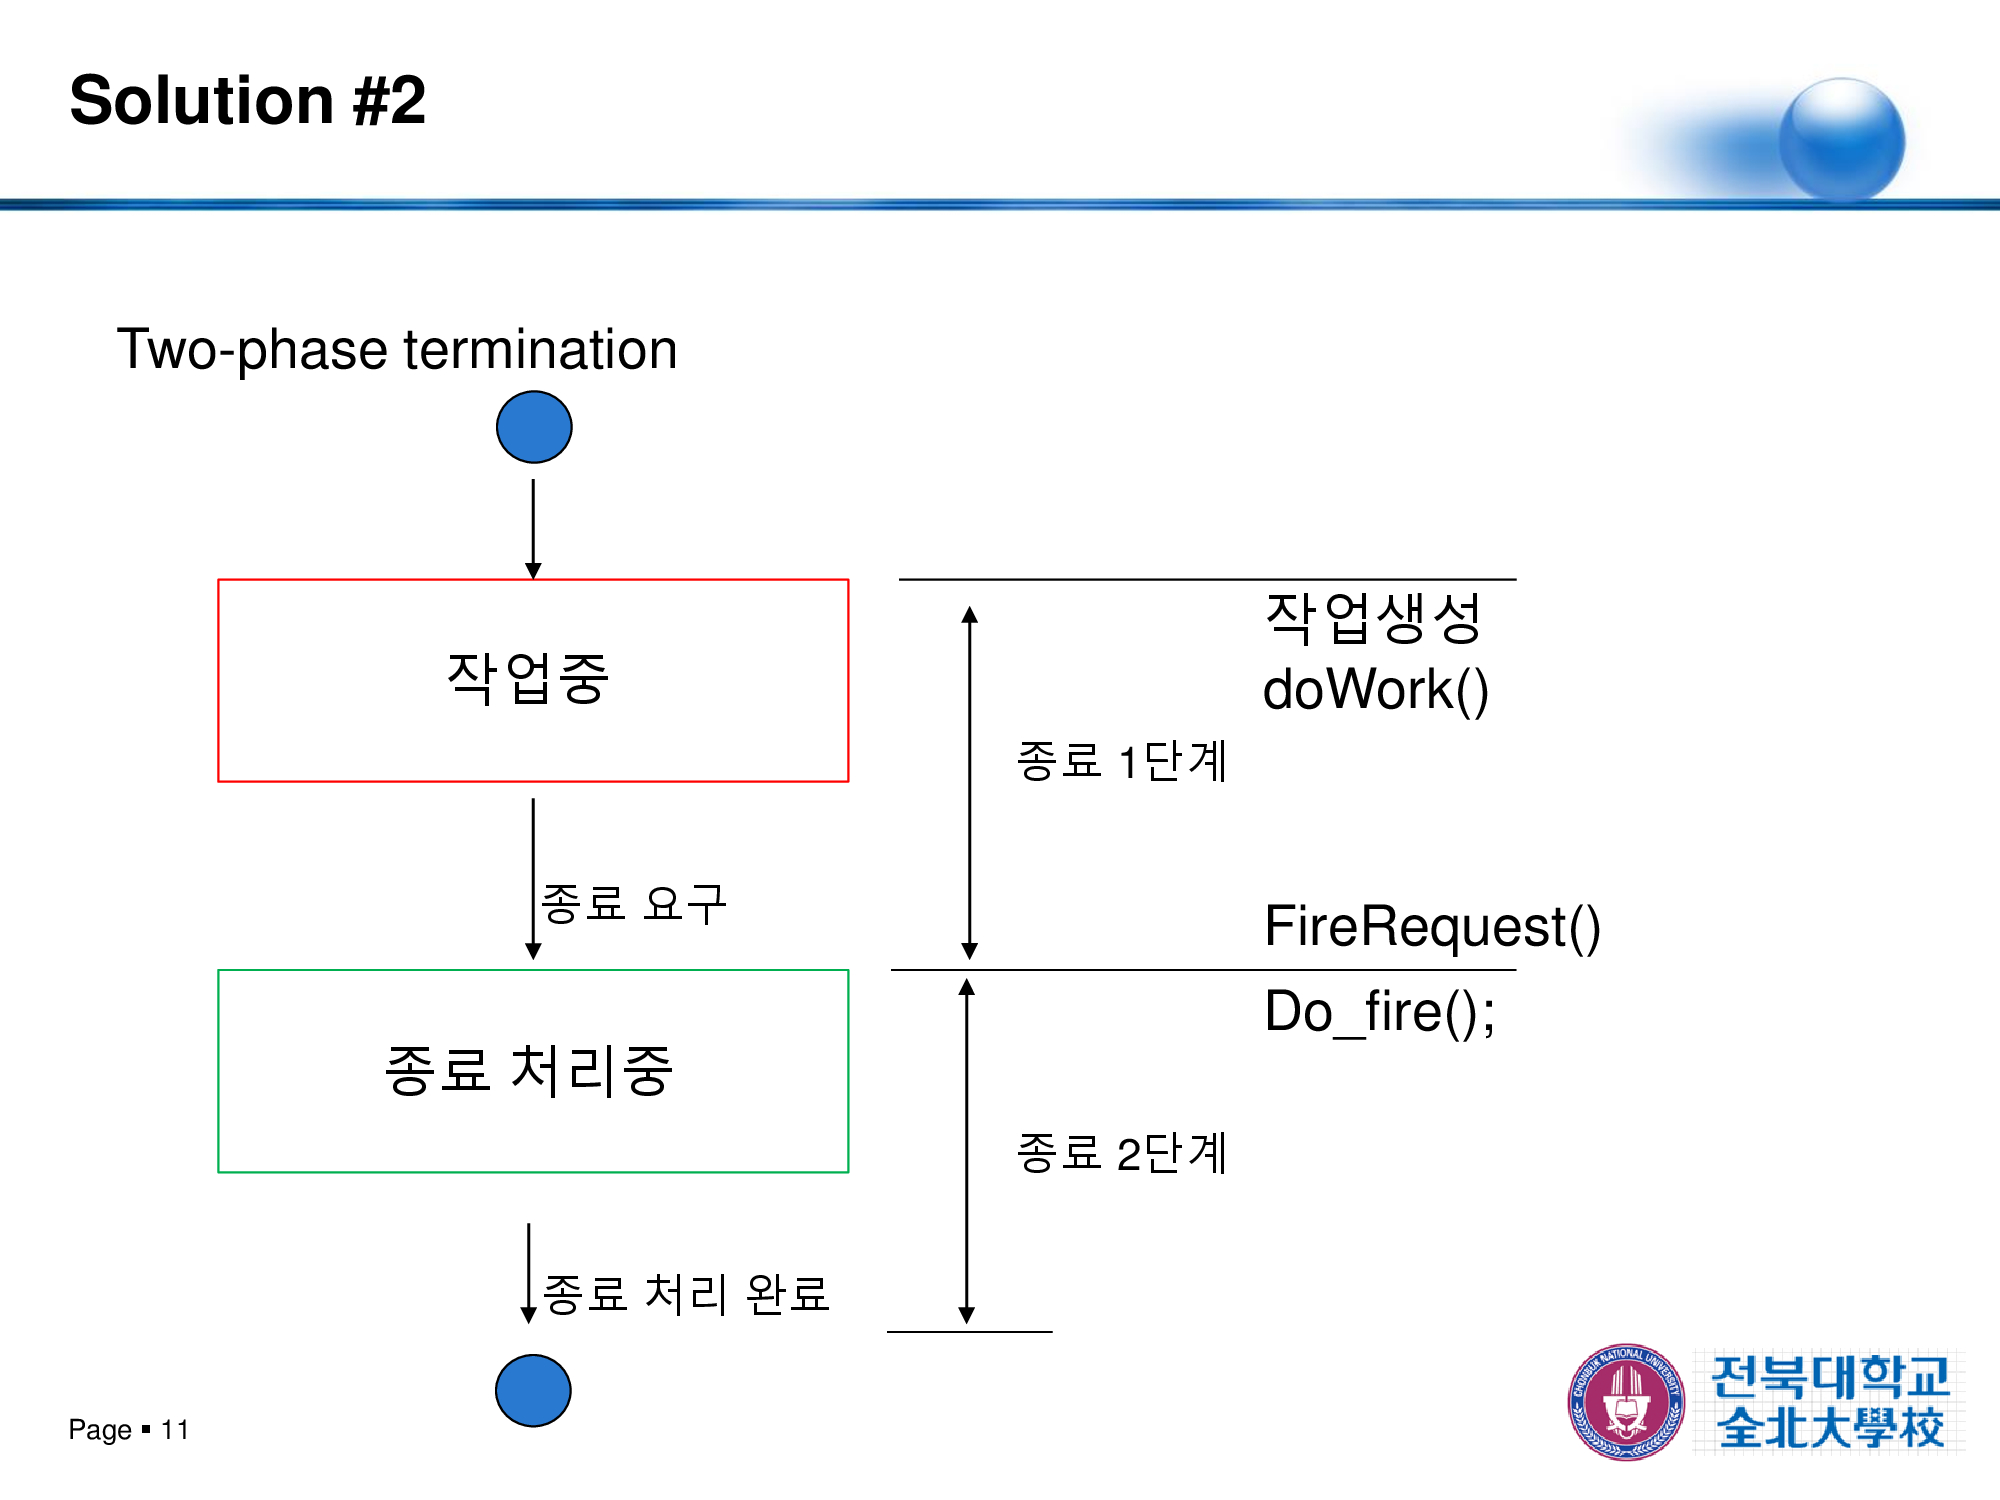 Solution #2
Two-phase termination
작업중
작업생성
doWork()
종료 1단계
종료 요구
FireRequest()
Do_fire();
종료 처리중
종료 2단계
종료 처리 완료
Page ▪ 11
CHONBUK NATIONAL UNIVERSITY
전북대학교
全北大學校